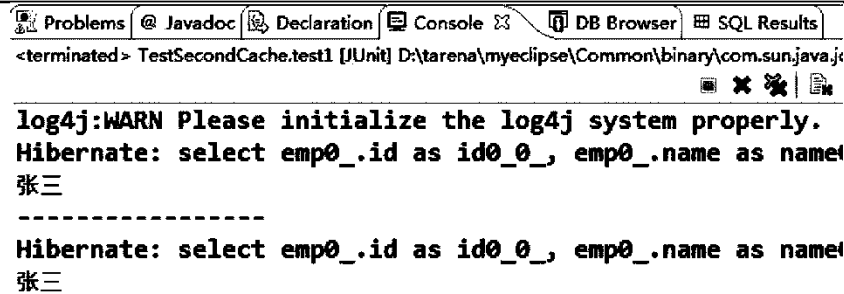 Problems @ Javadoc Declaration Console DB Browser SQL Results
<terminated> TestSecondCache.test1 [JUnit] D:\tarena\myeclipse\Common\binary\com.sun.java.jd
log4j:WARN Please initialize the log4j system properly.
Hibernate: select emp0_.id as id0_0_, emp0_.name as name
张三
-----------------
Hibernate: select emp0_.id as id0_0_, emp0_.name as name
张三